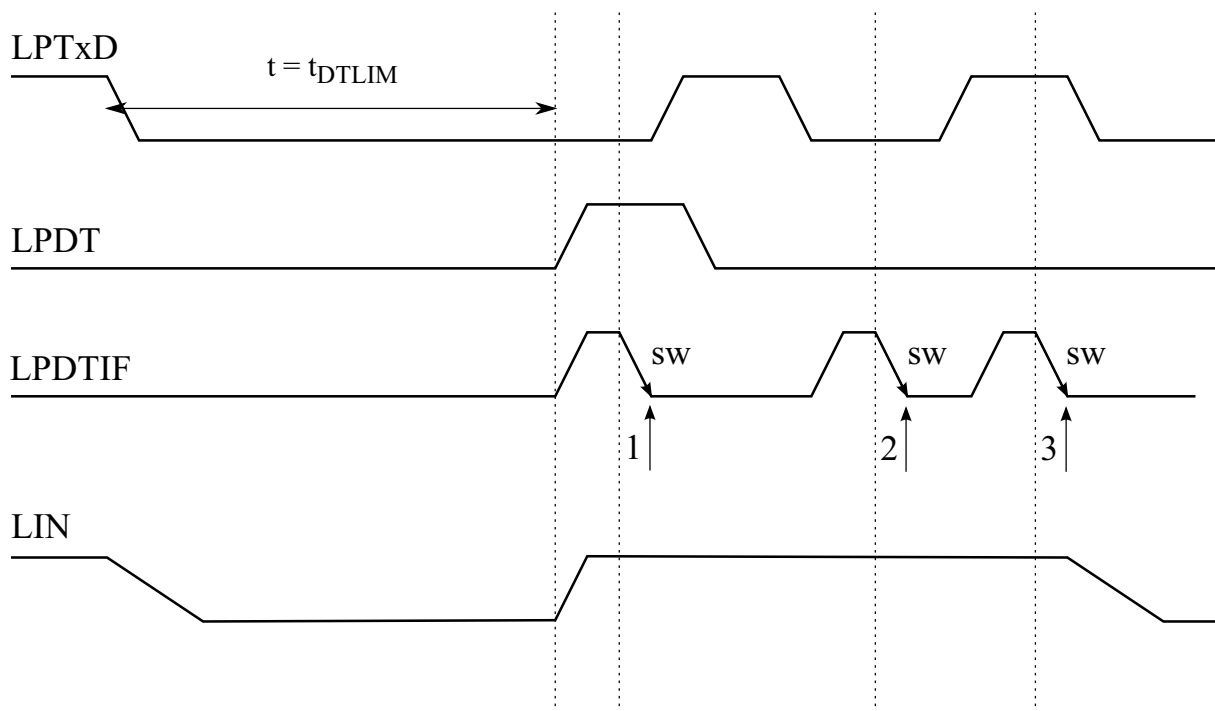 LPTxD
t = tDTLIM
LPDT
LPDTIF
sw
sw
sw
1
2
3
LIN